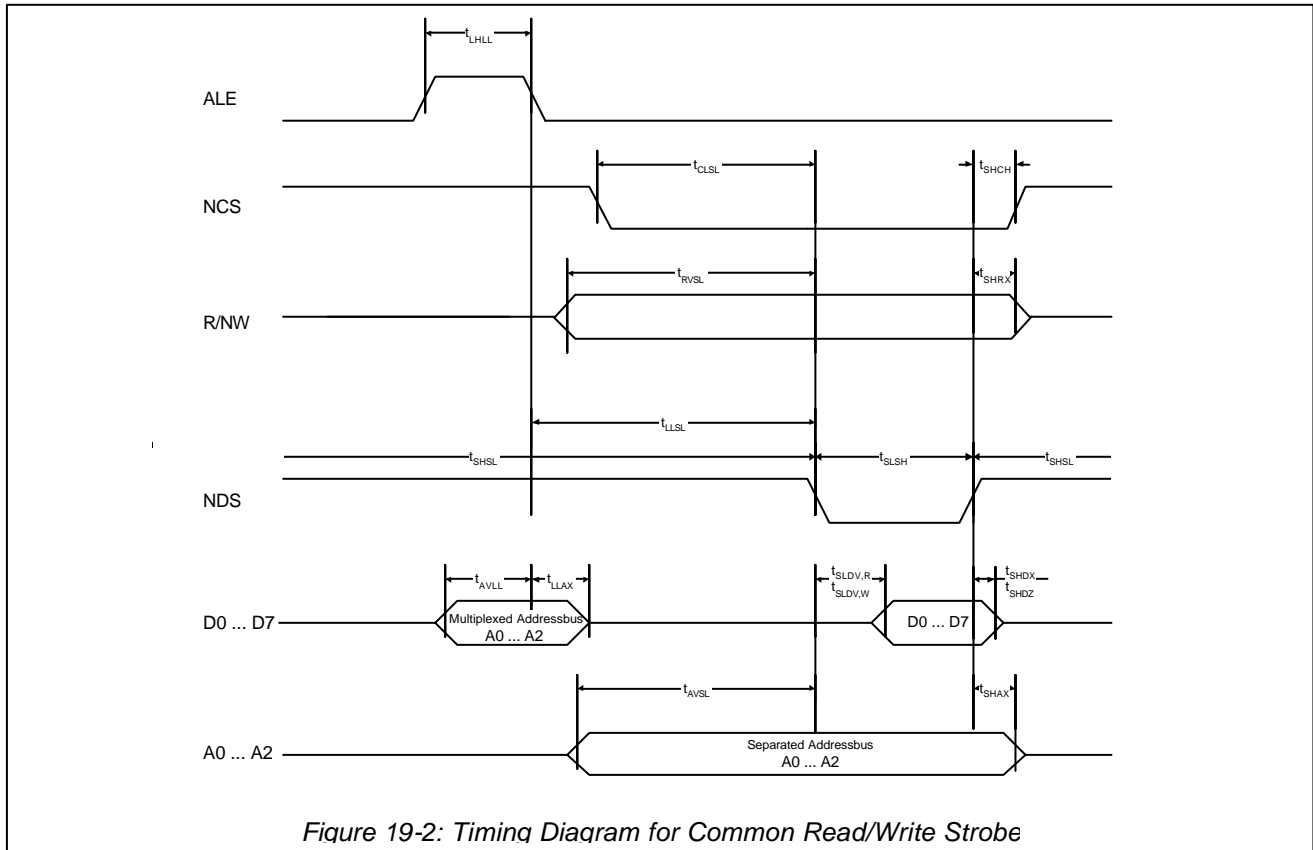 tLHLL
ALE
tCLSL
tSHCH
NCS
tRVSL
tSHRX
R/NW
tLLSL
tSHSL
tSLSH
tSHSL
NDS
tAVLL
tLLAX
tSLDV,R
tSLDV,W
tSHDX
tSHDZ
D0 ... D7
Multiplexed Addressbus
A0 ... A2
D0 ... D7
tAVSL
tSHAX
A0 ... A2
Separated Addressbus
A0 ... A2
Figure 19-2: Timing Diagram for Common Read/Write Strobe